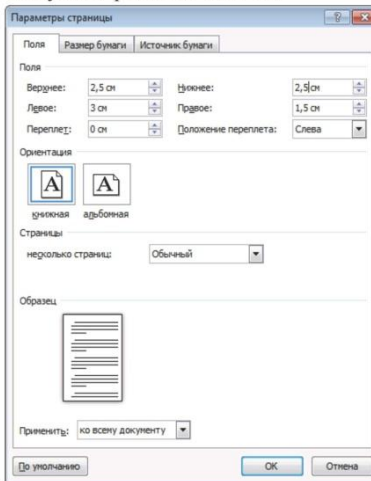 Параметры страницы
Поля Размер бумаги Источник бумаги
Поля
Верхнее: 2,5 см Нижнее: 2,5 см
Левое: 3 см Правое: 1,5 см
Переплет: 0 см Положение переплета: Слева
Ориентация
A A
книжная альбомная
Страницы
несколько страниц: Обычный
Образец
Применить: ко всему документу
По умолчанию ОК Отмена